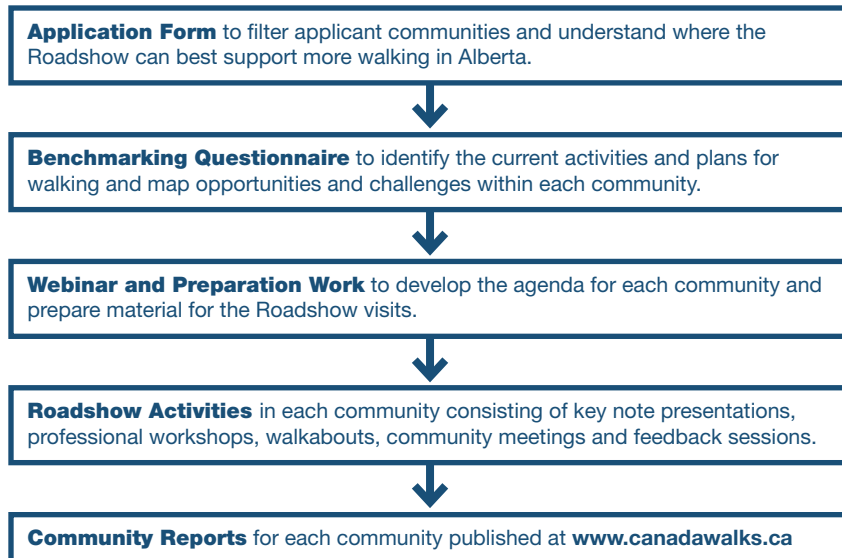 Application Form to filter applicant communities and understand where the
Roadshow can best support more walking in Alberta.
Benchmarking Questionnaire to identify the current activities and plans for
walking and map opportunities and challenges within each community.
Webinar and Preparation Work to develop the agenda for each community and
prepare material for the Roadshow visits.
Roadshow Activities in each community consisting of key note presentations,
professional workshops, walkabouts, community meetings and feedback sessions.
Community Reports for each community published at www.canadawalks.ca